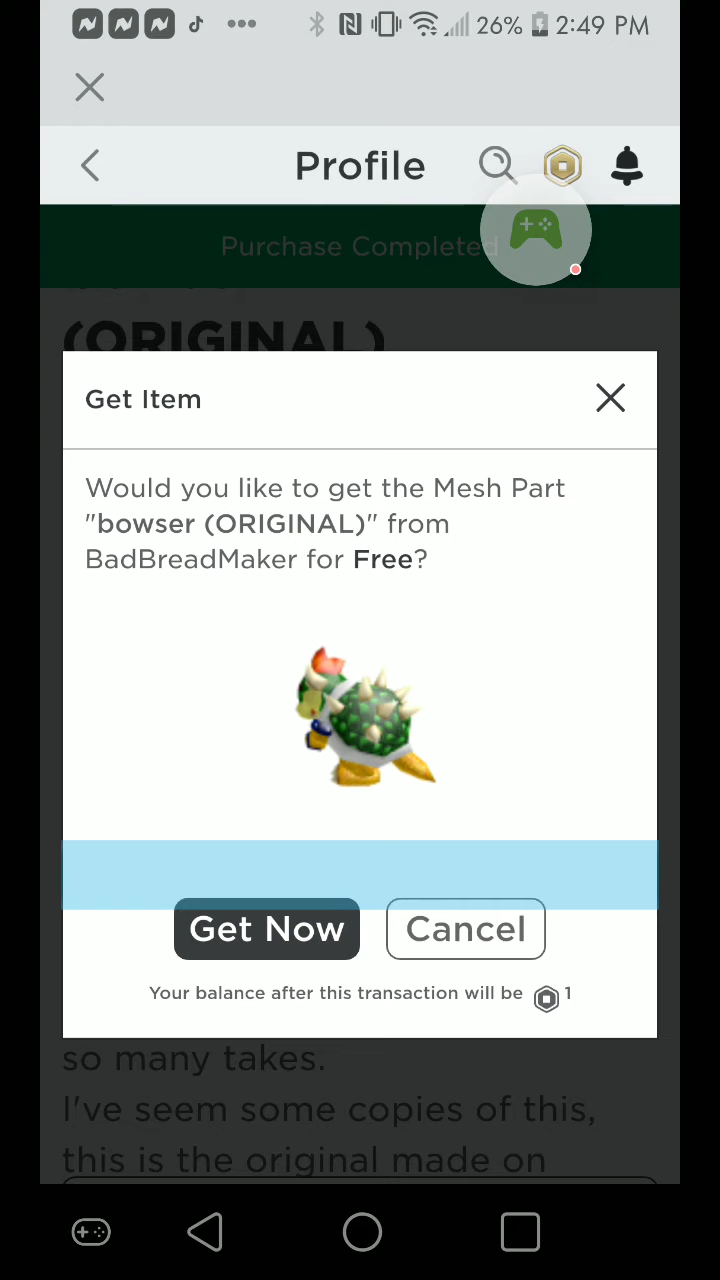 26% 2:49 PM
Profile
Purchase Completed
(ORIGINAL)
Get Item
Would you like to get the Mesh Part
"bowser (ORIGINAL)" from
BadBreadMaker for Free?
Get Now Cancel
Your balance after this transaction will be 1
so many takes.
I've seem some copies of this,
this is the original made on